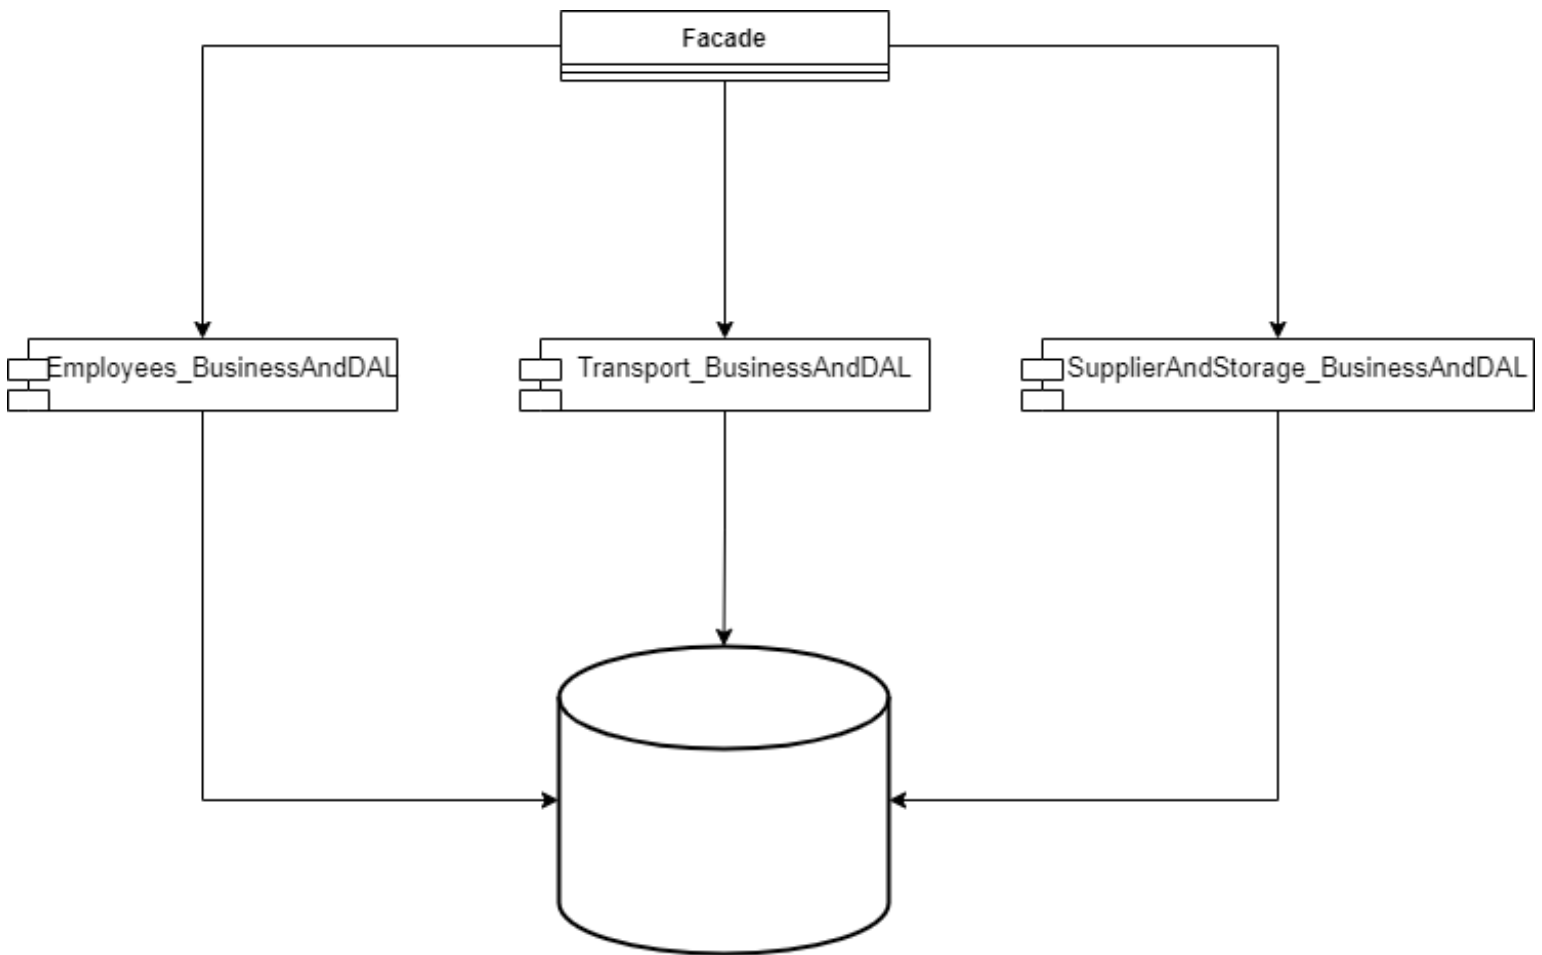 Facade
Employees_BusinessAndDAL
Transport_BusinessAndDAL
SupplierAndStorage_BusinessAndDAL